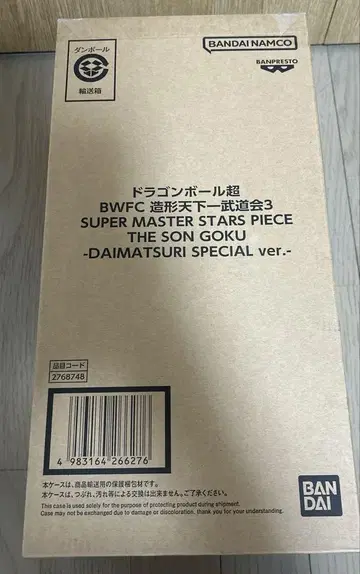 ダンボール
輸送箱
BANDAI NAMCO
BANPRESTO
ドラゴンボール超
BWFC 造形天下一武道会3
SUPER MASTER STARS PIECE
THE SON GOKU
-DAIMATSURI SPECIAL ver.-
品目コード
2768748
4 983164 266276
本ケースは、商品輸送用の保護梱包材です。
本ケースは、つぶれ、汚れ等による交換は出来ません。ご了承ください。
This case is used solely for the purpose of protecting product during shipment.
Case may not be exchanged due to damage or discoloration. thank you for your understanding.
BAN
DAI